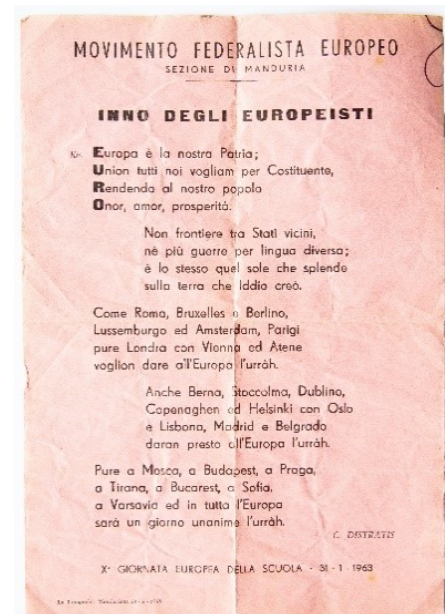 MOVIMENTO FEDERALISTA EUROPEO
SEZIONE DI MANDURIA
INNO DEGLI EUROPEISTI
Europa è la nostra Patria;
Union tutti noi vogliam per Costituente,
Rendendo al nostro popolo
Onor, amor, prosperità.
Non frontiere tra Stati vicini,
nè più guerre per lingua diversa;
è lo stesso quel sole che splende
sulla terra che Iddio creò.
Come Roma, Bruxelles e Berlino,
Lussemburgo ed Amsterdam, Parigi
pure Londra con Vienna ed Atene
voglion dare all'Europa l'urràh.
Anche Berna, Stoccolma, Dublino,
Copenaghen ed Helsinki con Oslo
e Lisbona, Madrid e Belgrado
daran presto all'Europa l'urràh.
Pure a Mosca, a Budapest, a Praga,
a Tirana, a Bucarest, a Sofia,
a Varsavia ed in tutta l'Europa
sarà un giorno unanime l'urràh.
C. DISTRATIS
Xª GIORNATA EUROPEA DELLA SCUOLA - 31-1-1963